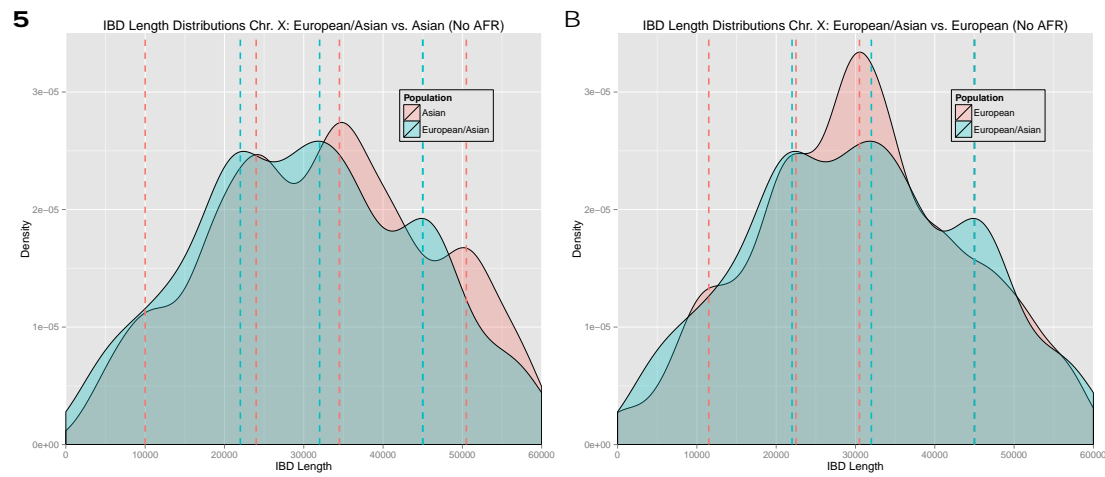 5
IBD Length Distributions Chr. X: European/Asian vs. Asian (No AFR)
Population
Asian
European/Asian
3e−05
2e−05
1e−05
0e+00
Density
0 10000 20000 30000 40000 50000 60000
IBD Length
B
IBD Length Distributions Chr. X: European/Asian vs. European (No AFR)
Population
European
European/Asian
3e−05
2e−05
1e−05
0e+00
Density
0 10000 20000 30000 40000 50000 60000
IBD Length